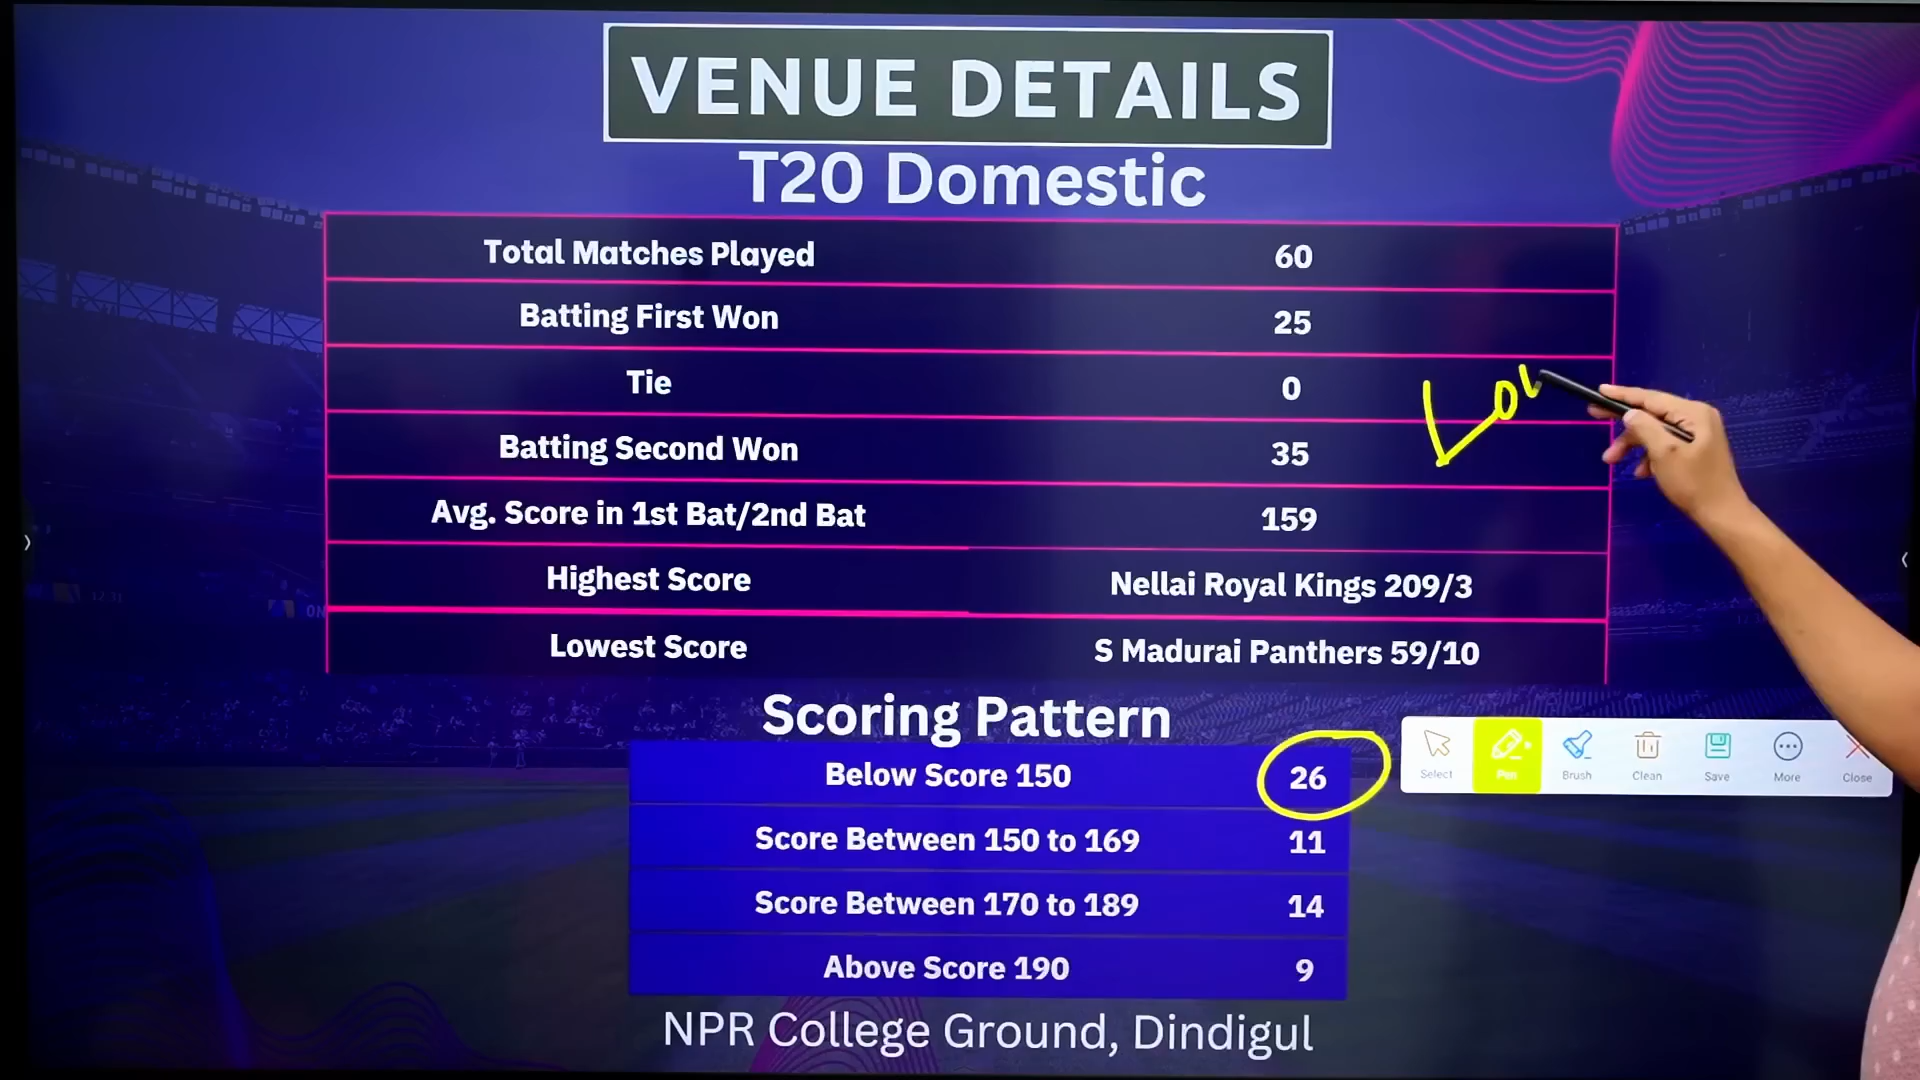 VENUE DETAILS
T20 Domestic
Total Matches Played 60
Batting First Won 25
Tie 0
Batting Second Won 35
Avg. Score in 1st Bat/2nd Bat 159
Highest Score Nellai Royal Kings 209/3
Lowest Score S Madurai Panthers 59/10
Scoring Pattern
Below Score 150 26
Score Between 150 to 169 11
Score Between 170 to 189 14
Above Score 190 9
NPR College Ground, Dindigul
Select Pen Brush Clean Save More Close